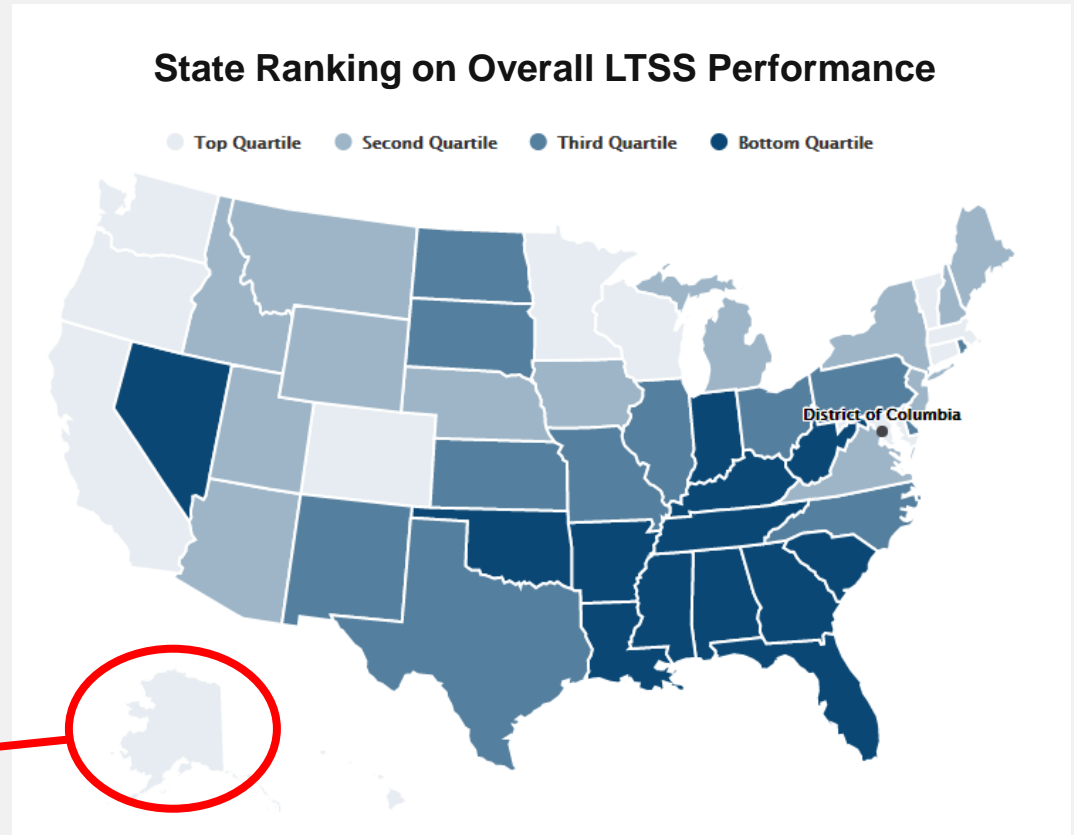 State Ranking on Overall LTSS Performance
Top Quartile Second Quartile Third Quartile Bottom Quartile
District of Columbia